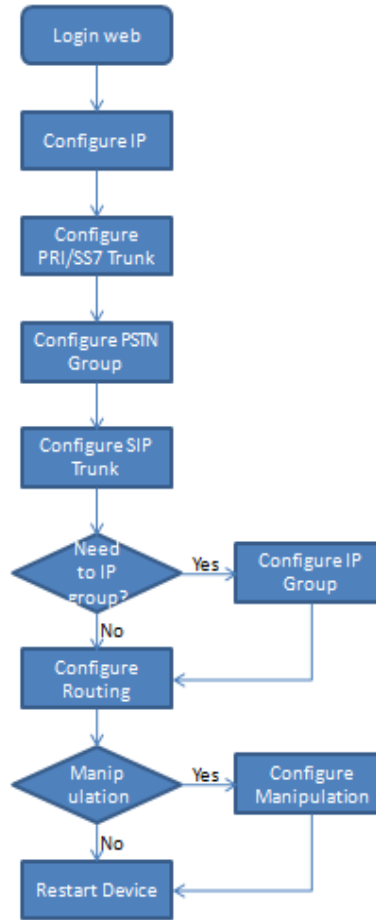 Login web
Configure IP
Configure
PRI/SS7 Trunk
Configure PSTN
Group
Configure SIP
Trunk
Need
to IP
group?
Yes
Configure IP
Group
No
Configure
Routing
Manip
ulation
Yes
Configure
Manipulation
No
Restart Device